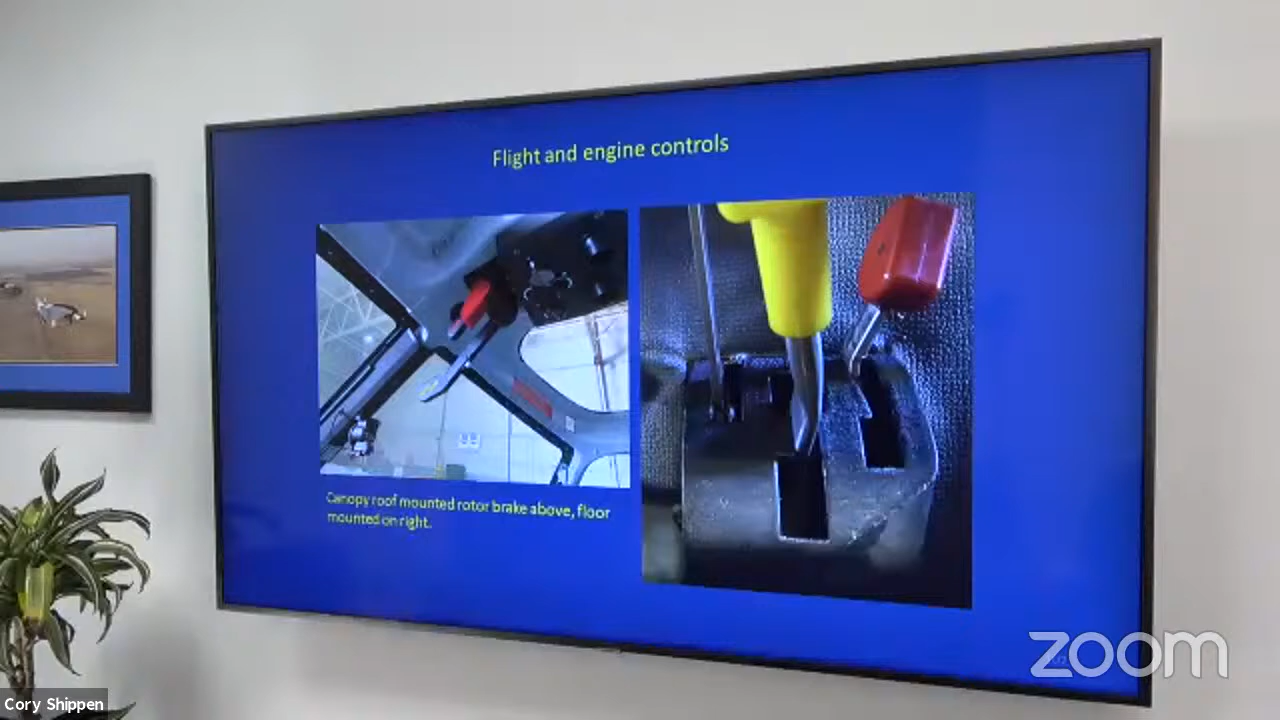 Flight and engine controls
Canopy roof mounted rotor brake above, floor
mounted on right.
zoom
Cory Shippen